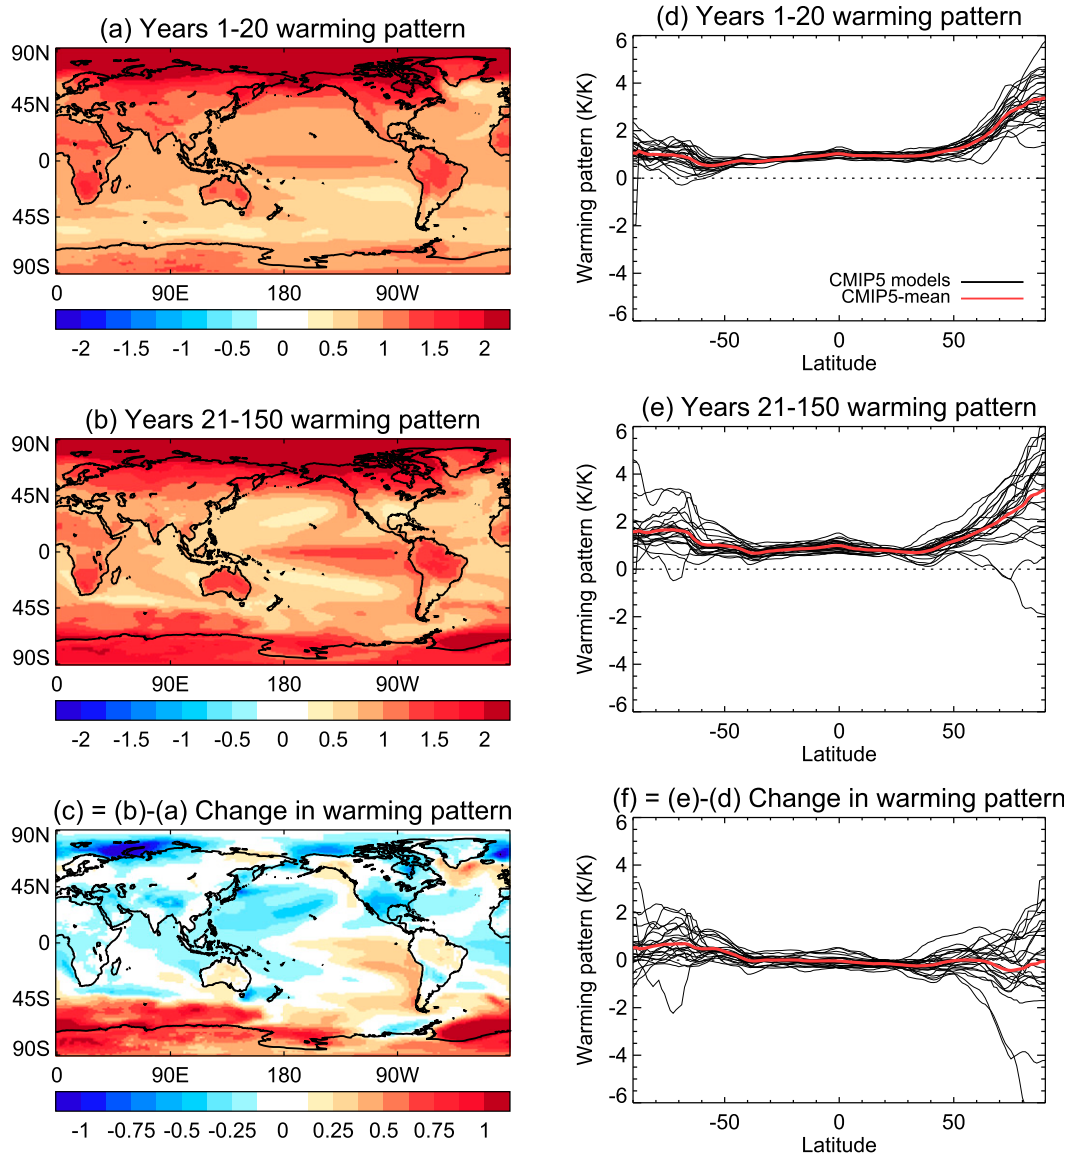 (a) Years 1-20 warming pattern
90N
45N
0
45S
90S
0 90E 180 90W
-2 -1.5 -1 -0.5 0 0.5 1 1.5 2
(d) Years 1-20 warming pattern
Warming pattern (K/K)
6
4
2
0
-2
-4
-6
CMIP5 models
CMIP5-mean
-50 0 50
Latitude
(b) Years 21-150 warming pattern
90N
45N
0
45S
90S
0 90E 180 90W
-2 -1.5 -1 -0.5 0 0.5 1 1.5 2
(e) Years 21-150 warming pattern
Warming pattern (K/K)
6
4
2
0
-2
-4
-6
-50 0 50
Latitude
(c) = (b)-(a) Change in warming pattern
90N
45N
0
45S
90S
0 90E 180 90W
-1 -0.75 -0.5 -0.25 0 0.25 0.5 0.75 1
(f) = (e)-(d) Change in warming pattern
Warming pattern (K/K)
6
4
2
0
-2
-4
-6
-50 0 50
Latitude